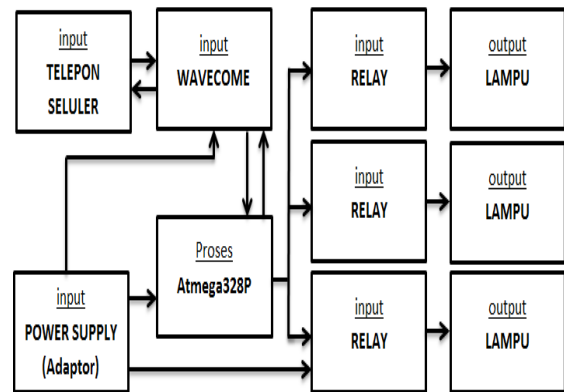 input
TELEPON
SELULER
input
WAVECOME
input
RELAY
output
LAMPU
input
RELAY
output
LAMPU
Proses
Atmega328P
input
POWER SUPPLY
(Adaptor)
input
RELAY
output
LAMPU